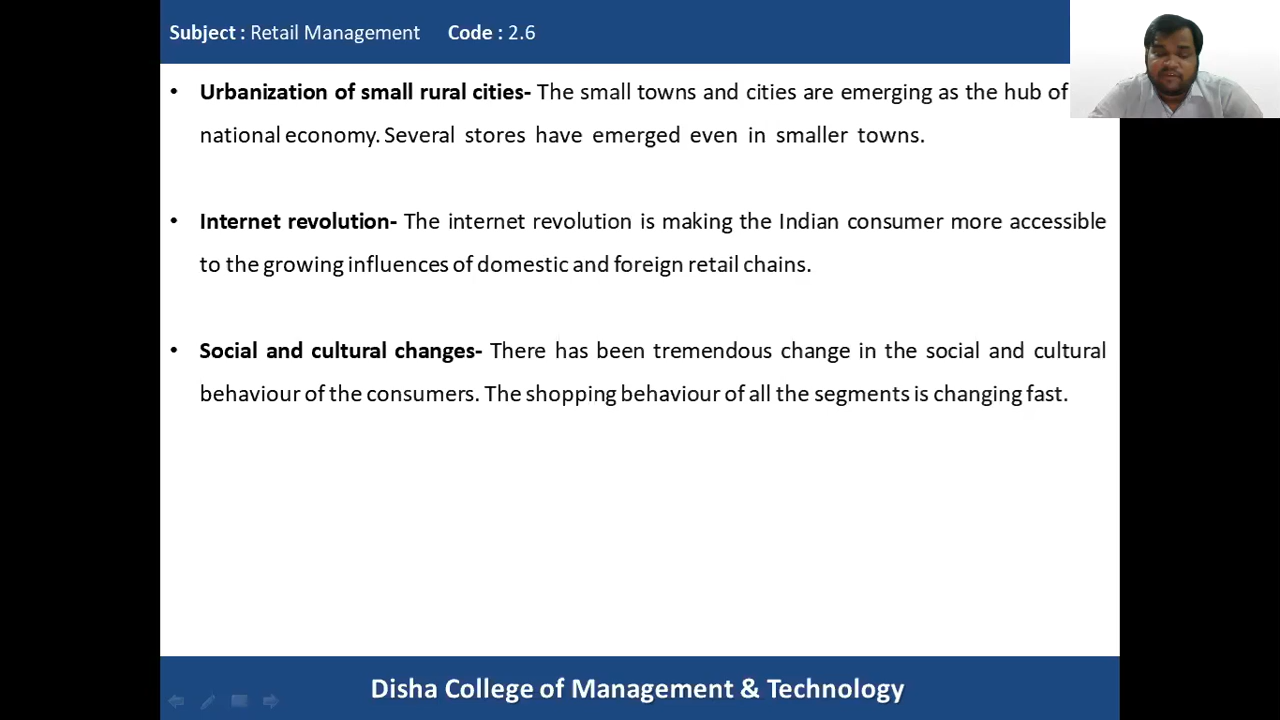 Subject : Retail Management Code : 2.6
• Urbanization of small rural cities- The small towns and cities are emerging as the hub of
national economy. Several stores have emerged even in smaller towns.
• Internet revolution- The internet revolution is making the Indian consumer more accessible
to the growing influences of domestic and foreign retail chains.
• Social and cultural changes- There has been tremendous change in the social and cultural
behaviour of the consumers. The shopping behaviour of all the segments is changing fast.
Disha College of Management & Technology